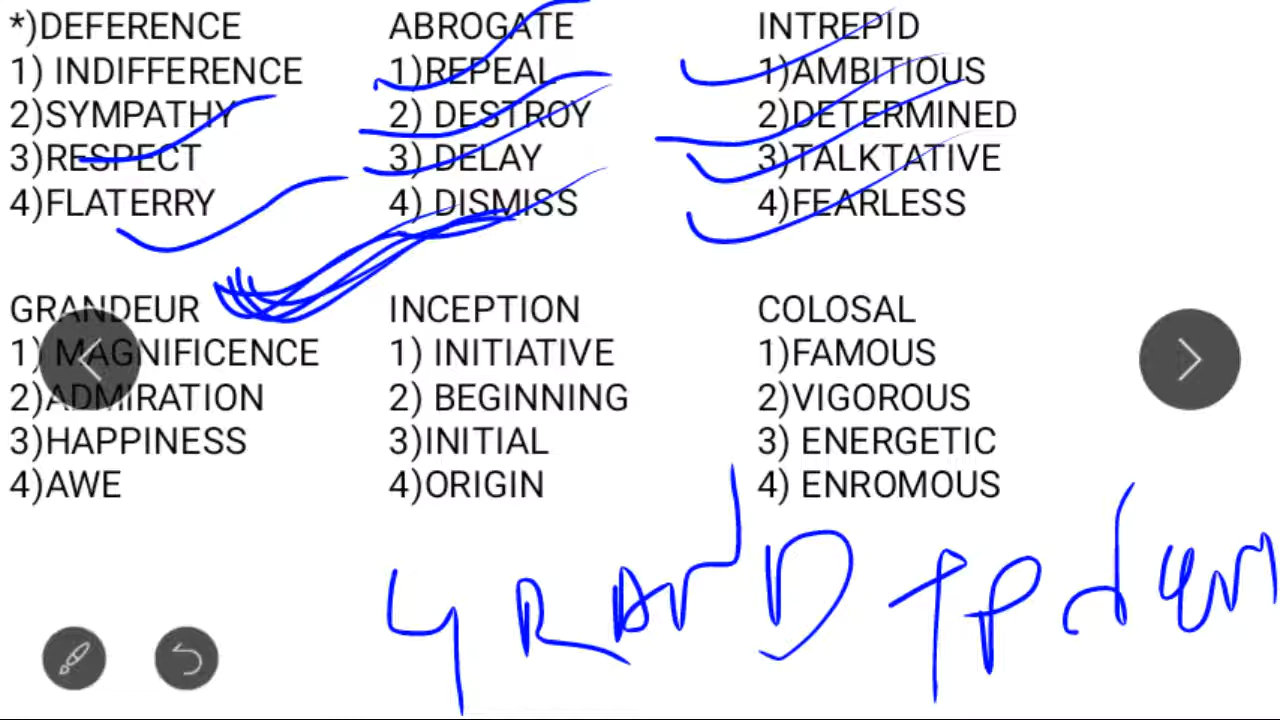 *)DEFERENCE
1) INDIFFERENCE
2)SYMPATHY
3)RESPECT
4)FLATERRY
ABROGATE
1)REPEAL
2) DESTROY
3) DELAY
4) DISMISS
INTREPID
1)AMBITIOUS
2)DETERMINED
3)TALKTATIVE
4)FEARLESS
GRANDEUR
1) MAGNIFICENCE
2)ADMIRATION
3)HAPPINESS
4)AWE
INCEPTION
1) INITIATIVE
2) BEGINNING
3)INITIAL
4)ORIGIN
COLOSAL
1)FAMOUS
2)VIGOROUS
3) ENERGETIC
4) ENROMOUS
GRAND